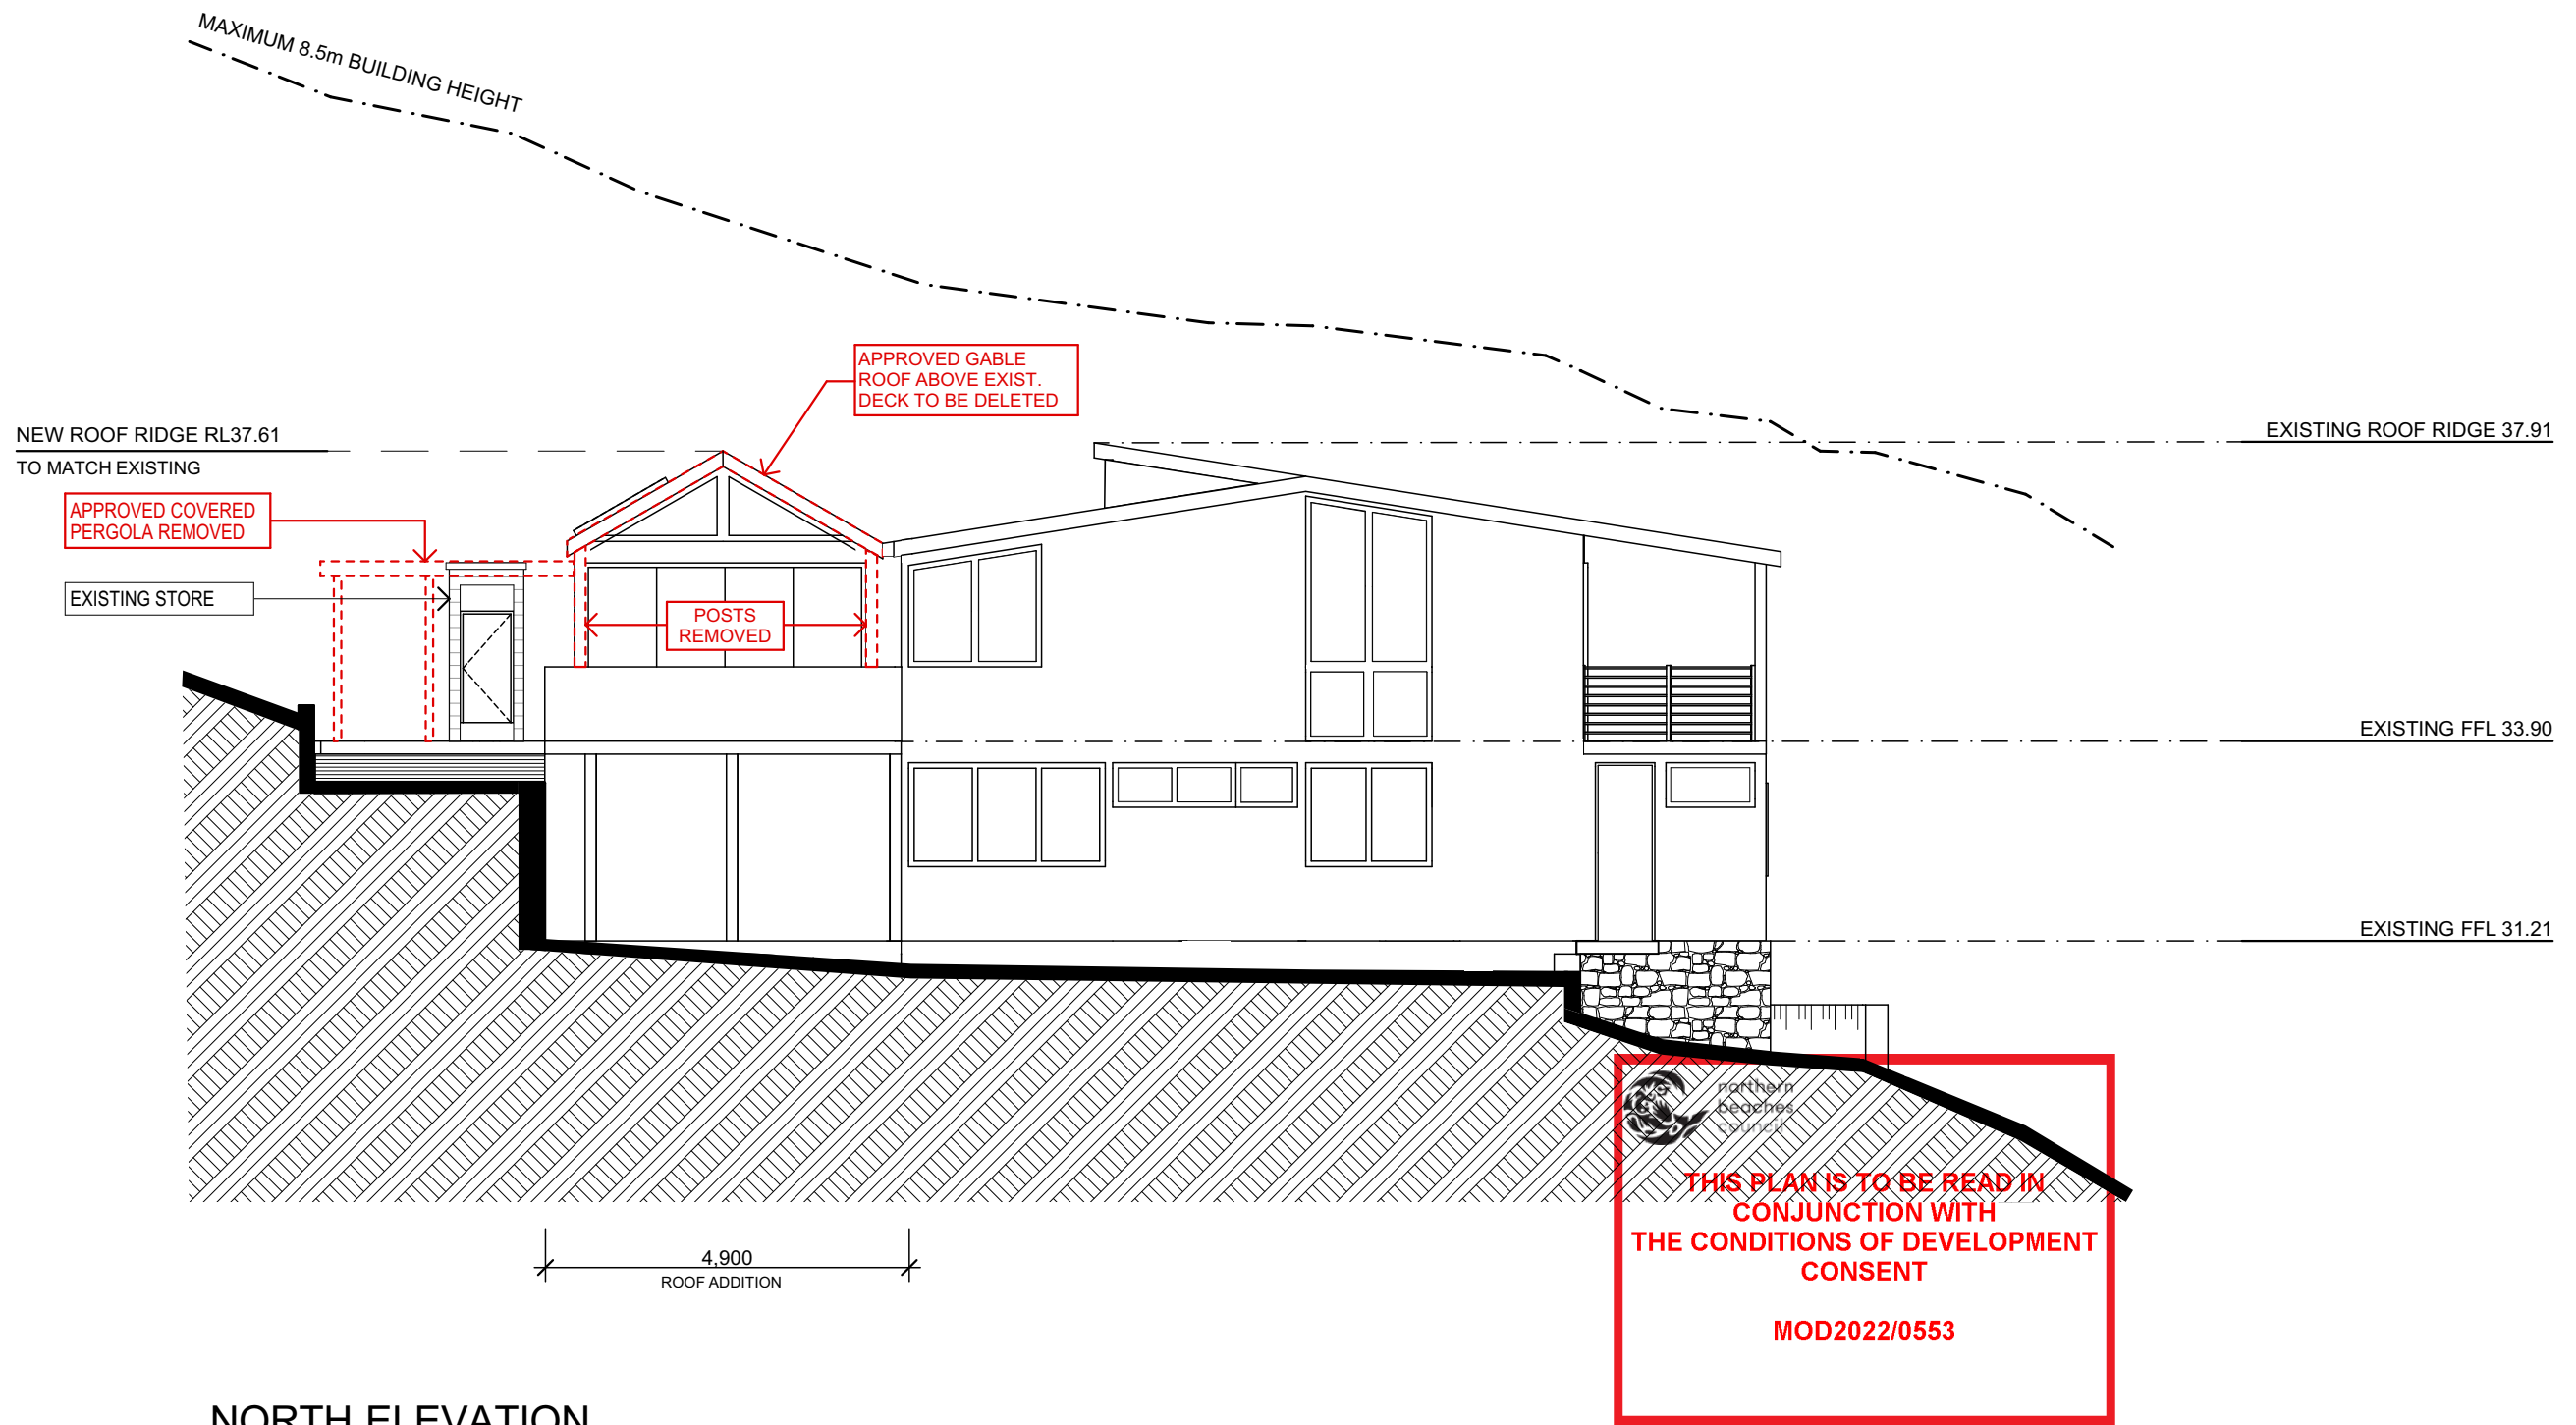 MAXIMUM 8.5m BUILDING HEIGHT
APPROVED GABLE
ROOF ABOVE EXIST.
DECK TO BE DELETED
NEW ROOF RIDGE RL37.61
TO MATCH EXISTING
EXISTING ROOF RIDGE 37.91
APPROVED COVERED
PERGOLA REMOVED
EXISTING STORE
POSTS
REMOVED
EXISTING FFL 33.90
EXISTING FFL 31.21
northern
beaches
council
THIS PLAN IS TO BE READ IN
CONJUNCTION WITH
THE CONDITIONS OF DEVELOPMENT
CONSENT
MOD2022/0553
4,900
ROOF ADDITION
NORTH ELEVATION